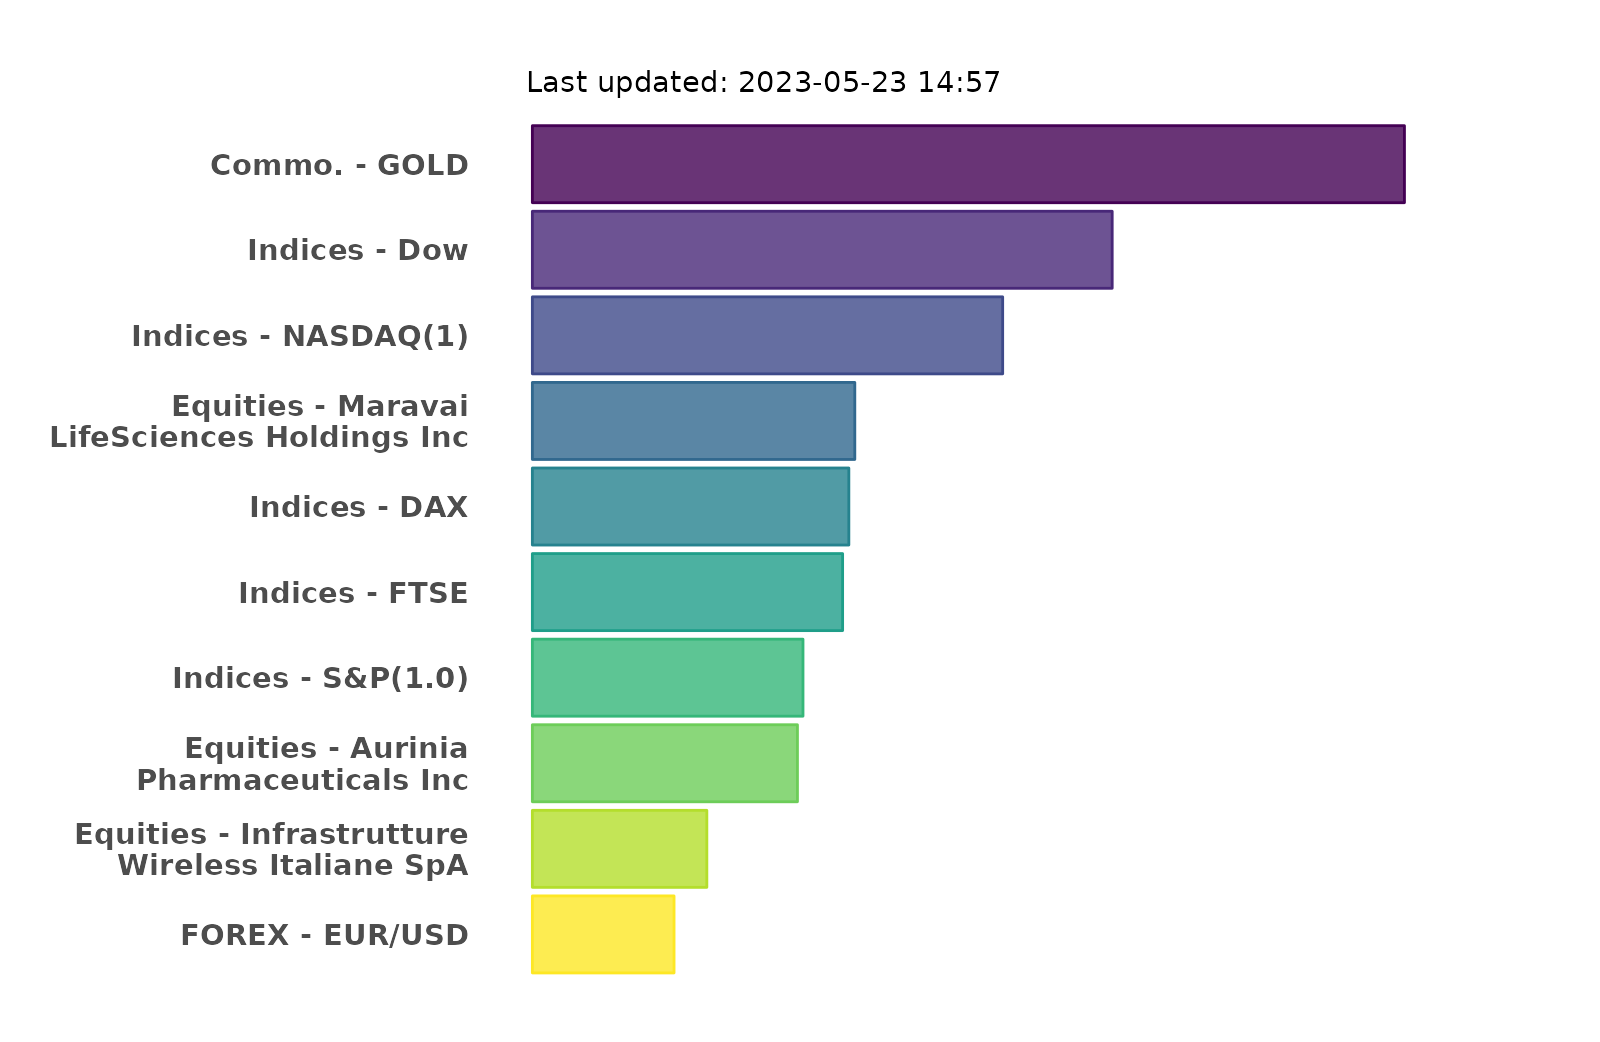 Last updated: 2023-05-23 14:57
Commo. - GOLD
Indices - Dow
Indices - NASDAQ(1)
Equities - Maravai
LifeSciences Holdings Inc
Indices - DAX
Indices - FTSE
Indices - S&P(1.0)
Equities - Aurinia
Pharmaceuticals Inc
Equities - Infrastrutture
Wireless Italiane SpA
FOREX - EUR/USD